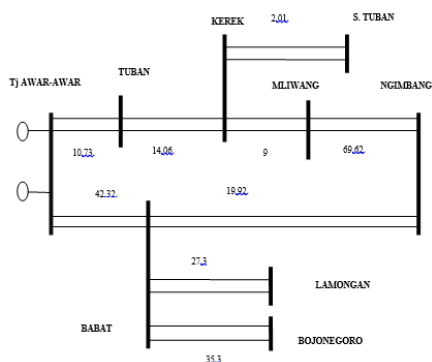 KEREK
2,01
S. TUBAN
TUBAN
MLIWANG
NGIMBANG
Tj AWAR-AWAR
10,73
14,06
9
69,62
42,32
19,92
27,3
LAMONGAN
BABAT
BOJONEGORO
35,3